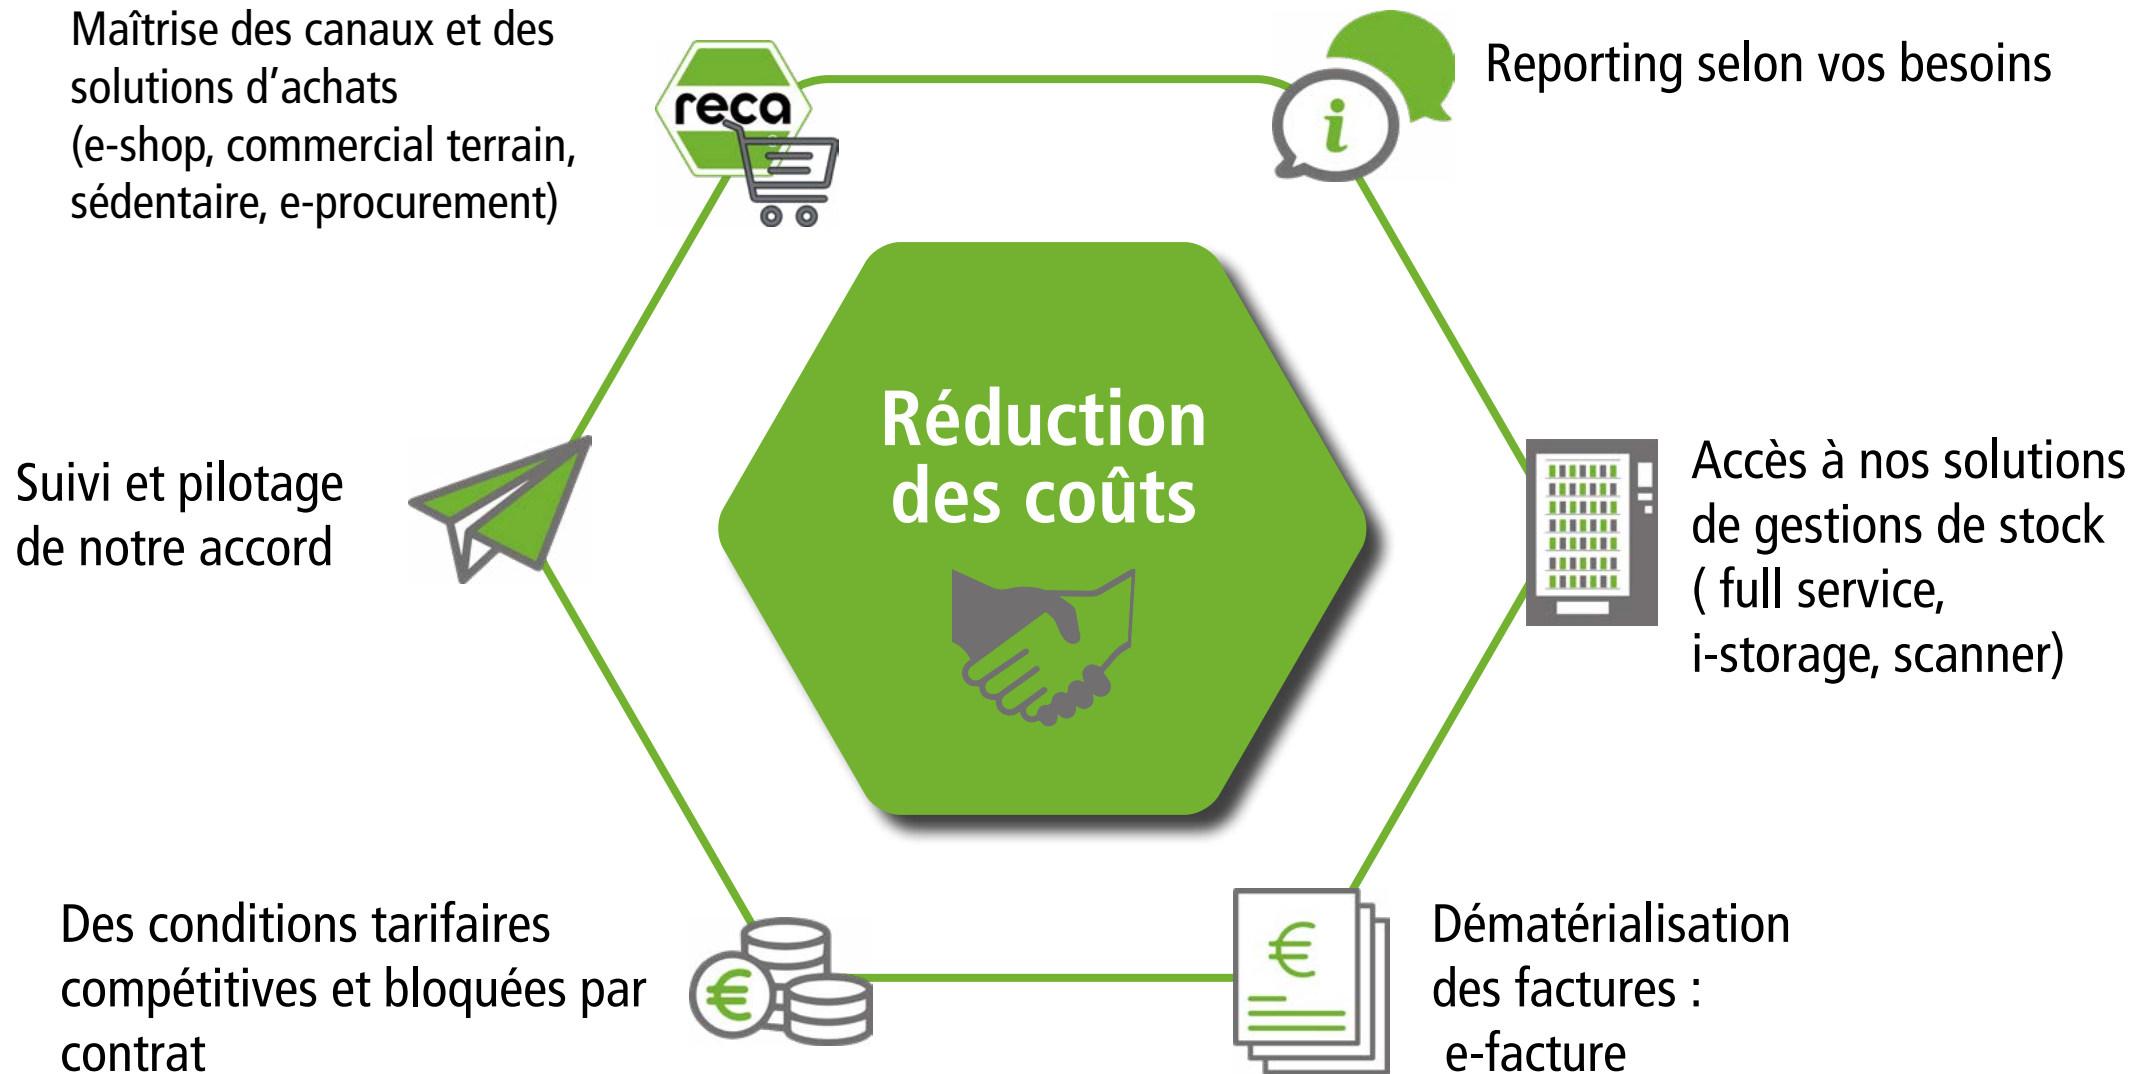 Maîtrise des canaux et des
solutions d’achats
(e-shop, commercial terrain,
sédentaire, e-procurement)
reca
i
Reporting selon vos besoins
Réduction
des coûts
Suivi et pilotage
de notre accord
Accès à nos solutions
de gestions de stock
( full service,
i-storage, scanner)
Des conditions tarifaires
compétitives et bloquées par
contrat
€
€
Dématérialisation
des factures :
e-facture